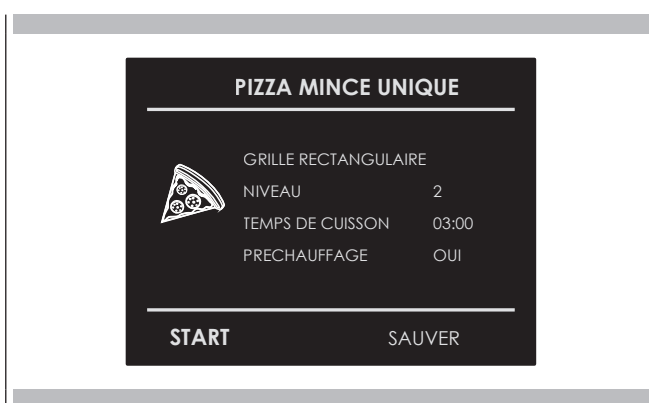 PIZZA MINCE UNIQUE
GRILLE RECTANGULAIRE
NIVEAU 2
TEMPS DE CUISSON 03:00
PRECHAUFFAGE OUI
START SAUVER